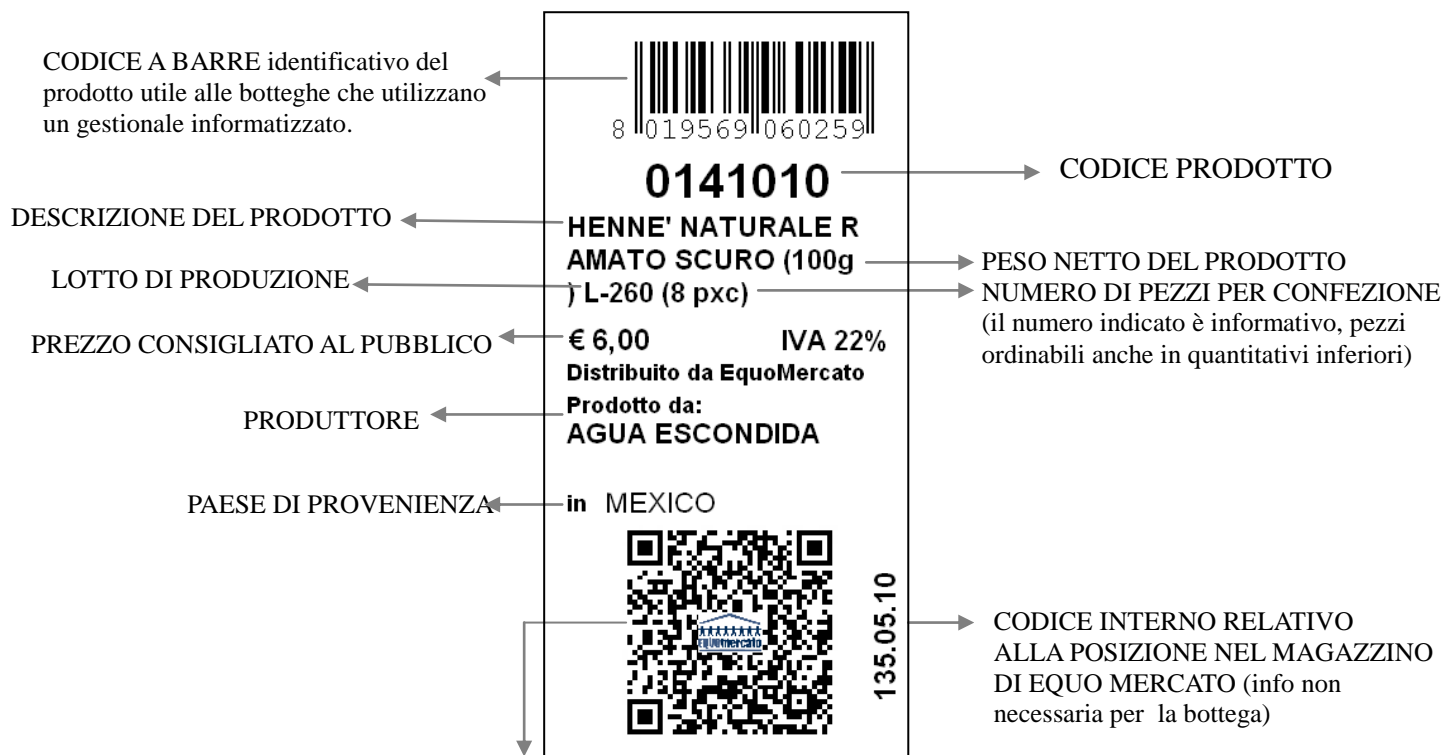 CODICE A BARRE identificativo del
prodotto utile alle botteghe che utilizzano
un gestionale informatizzato.
8 019569 060259
0141010
CODICE PRODOTTO
DESCRIZIONE DEL PRODOTTO
HENNE' NATURALE R
AMATO SCURO (100g
) L-260 (8 pxc)
LOTTO DI PRODUZIONE
PESO NETTO DEL PRODOTTO
NUMERO DI PEZZI PER CONFEZIONE
(il numero indicato è informativo, pezzi
ordinabili anche in quantitativi inferiori)
PREZZO CONSIGLIATO AL PUBBLICO
€ 6,00 IVA 22%
Distribuito da EquoMercato
PRODUTTORE
Prodotto da:
AGUA ESCONDIDA
PAESE DI PROVENIENZA
in MEXICO
EQUOmercato
135.05.10
CODICE INTERNO RELATIVO
ALLA POSIZIONE NEL MAGAZZINO
DI EQUO MERCATO (info non
necessaria per la bottega)